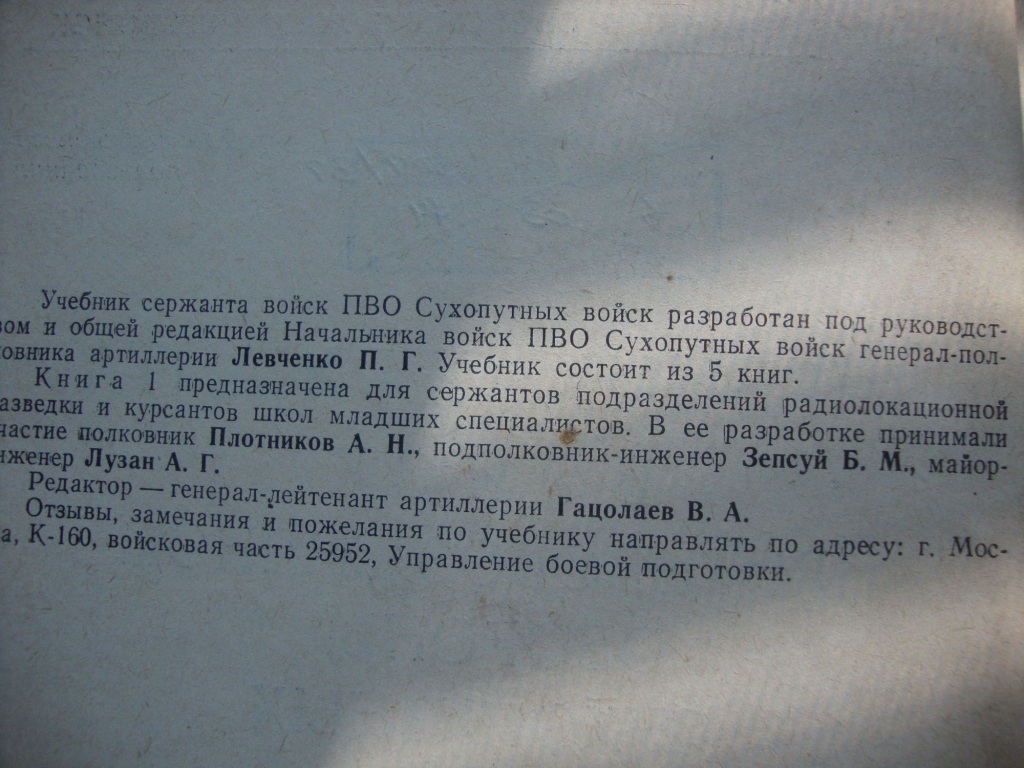 Учебник сержанта войск ПВО Сухопутных войск разработан под руководст-
вом и общей редакцией Начальника войск ПВО Сухопутных войск генерал-пол-
ковника артиллерии Левченко П. Г. Учебник состоит из 5 книг.
Книга 1 предназначена для сержантов подразделений радиолокационной
разведки и курсантов школ младших специалистов. В ее разработке принимали
участие полковник Плотников А. Н., подполковник-инженер Зепсуй Б. М., майор-
инженер Лузан А. Г.
Редактор — генерал-лейтенант артиллерии Гацолаев В. А.
Отзывы, замечания и пожелания по учебнику направлять по адресу: г. Мос-
ва, К-160, войсковая часть 25952, Управление боевой подготовки.